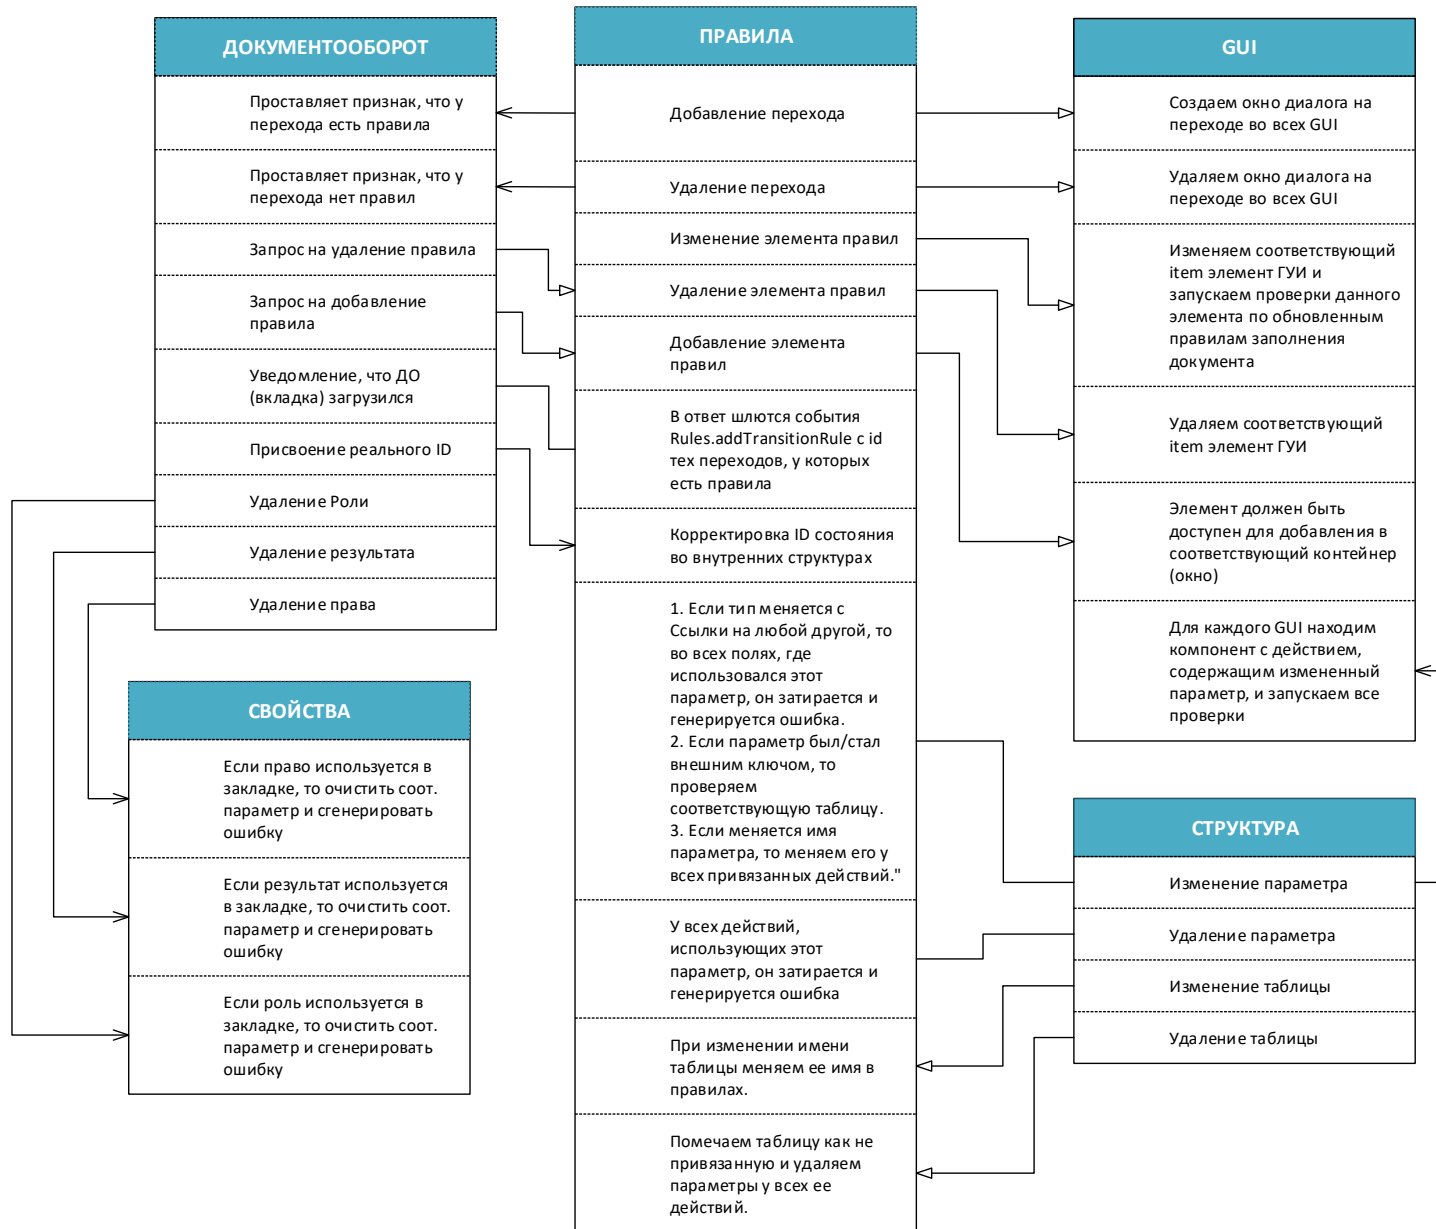 ДОКУМЕНТООБОРОТ
Проставляет признак, что у
перехода есть правила
Проставляет признак, что у
перехода нет правил
Запрос на удаление правила
Запрос на добавление
правила
Уведомление, что ДО
(вкладка) загрузился
Присвоение реального ID
Удаление Роли
Удаление результата
Удаление права
СВОЙСТВА
Если право используется в
закладке, то очистить соот.
параметр и сгенерировать
ошибку
Если результат используется
в закладке, то очистить соот.
параметр и сгенерировать
ошибку
Если роль используется в
закладке, то очистить соот.
параметр и сгенерировать
ошибку
ПРАВИЛА
Добавление перехода
Удаление перехода
Изменение элемента правил
Удаление элемента правил
Добавление элемента
правил
В ответ шлются события
Rules.addTransitionRule с id
тех переходов, у которых
есть правила
Корректировка ID состояния
во внутренних структурах
1. Если тип меняется с
Ссылки на любой другой, то
во всех полях, где
использовался этот
параметр, он затирается и
генерируется ошибка.
2. Если параметр был/стал
внешним ключом, то
проверяем
соответствующую таблицу.
3. Если меняется имя
параметра, то меняем его у
всех привязанных действий."
У всех действий,
использующих этот
параметр, он затирается и
генерируется ошибка
При изменении имени
таблицы меняем ее имя в
правилах.
Помечаем таблицу как не
привязанную и удаляем
параметры у всех ее
действий.
GUI
Создаем окно диалога на
переходе во всех GUI
Удаляем окно диалога на
переходе во всех GUI
Изменяем соответствующий
item элемент ГУИ и
запускаем проверки данного
элемента по обновленным
правилам заполнения
документа
Удаляем соответствующий
item элемент ГУИ
Элемент должен быть
доступен для добавления в
соответствующий контейнер
(окно)
Для каждого GUI находим
компонент с действием,
содержащим измененный
параметр, и запускаем все
проверки
СТРУКТУРА
Изменение параметра
Удаление параметра
Изменение таблицы
Удаление таблицы